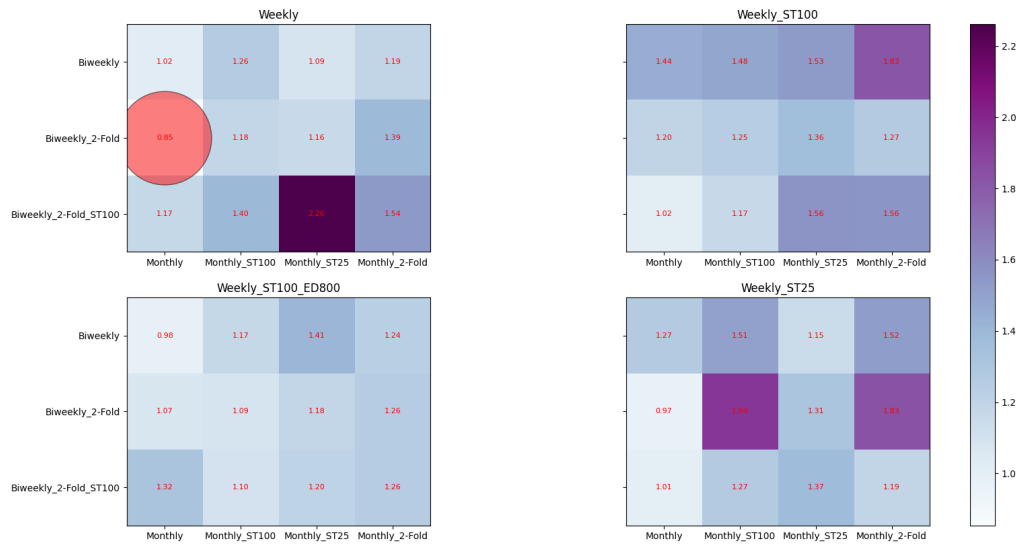 Weekly
Weekly_ST100
Biweekly
1.02 1.26 1.09 1.19
1.44 1.48 1.53 1.83
2.2
Biweekly_2-Fold
0.85 1.18 1.16 1.39
1.20 1.25 1.36 1.27
2.0
Biweekly_2-Fold_ST100
1.17 1.40 2.26 1.54
1.02 1.17 1.56 1.56
1.8
Monthly Monthly_ST100 Monthly_ST25 Monthly_2-Fold
Monthly Monthly_ST100 Monthly_ST25 Monthly_2-Fold
1.6
Weekly_ST100_ED800
Weekly_ST25
Biweekly
0.98 1.17 1.41 1.24
1.27 1.51 1.15 1.52
1.4
Biweekly_2-Fold
1.07 1.09 1.18 1.26
0.97 1.31 1.83
1.2
Biweekly_2-Fold_ST100
1.32 1.10 1.20 1.26
1.01 1.27 1.37 1.19
1.0
Monthly Monthly_ST100 Monthly_ST25 Monthly_2-Fold
Monthly Monthly_ST100 Monthly_ST25 Monthly_2-Fold